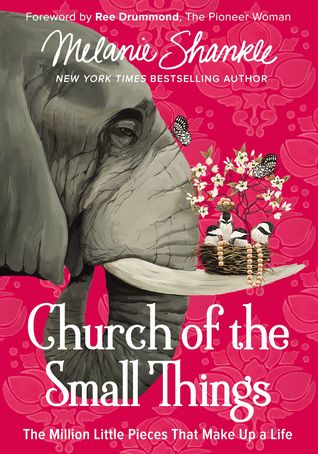 Foreword by Ree Drummond, The Pioneer Woman
Melanie Shankle
NEW YORK TIMES BESTSELLING AUTHOR
Church of the
Small Things
The Million Little Pieces That Make Up a Life